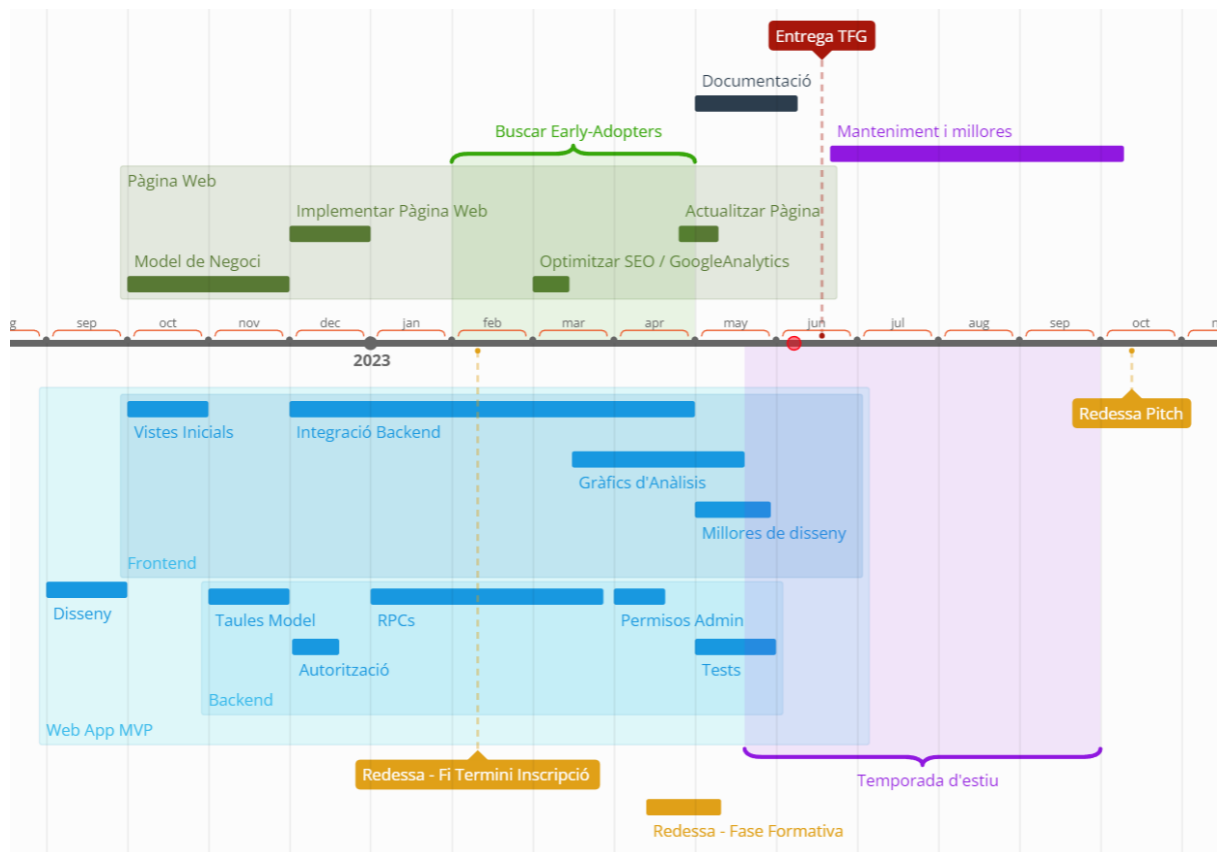 Entrega TFG
Documentació
Buscar Early-Adopters
Manteniment i millores
Pàgina Web
Implementar Pàgina Web
Actualitzar Pàgina
Model de Negoci
Optimitzar SEO / GoogleAnalytics
g sep oct nov dec jan feb mar apr may jun jul aug sep oct n
2023
Redessa Pitch
Vistes Inicials
Integració Backend
Gràfics d'Anàlisis
Millores de disseny
Frontend
Disseny
Taules Model
RPCs
Permisos Admin
Autorització
Tests
Backend
Web App MVP
Redessa - Fi Termini Inscripció
Temporada d'estiu
Redessa - Fase Formativa